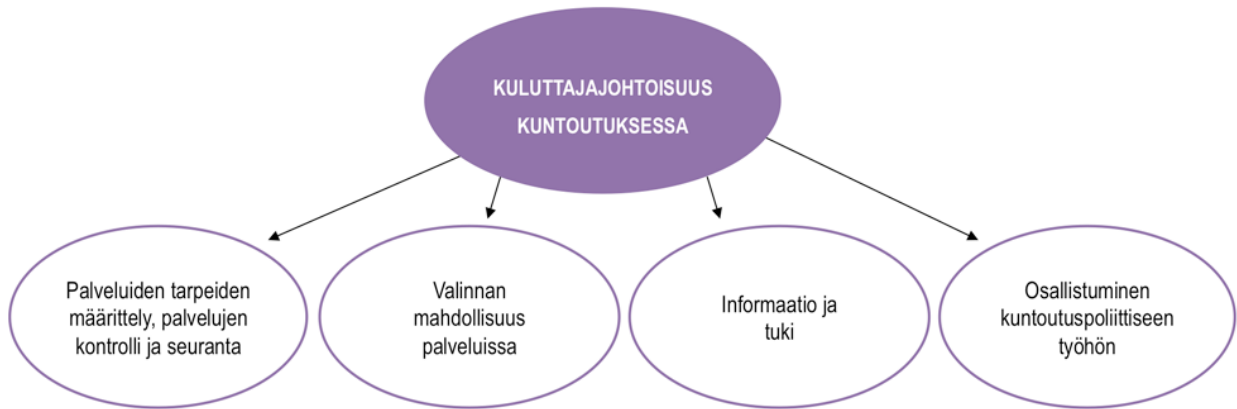 KULUTTAJAJOHTOISUUS
KUNTOUTUKSESSA
Palveluiden tarpeiden
määrittely, palvelujen
kontrolli ja seuranta
Valinnan
mahdollisuus
palveluissa
Informaatio ja
tuki
Osallistuminen
kuntoutuspoliittiseen
työhön